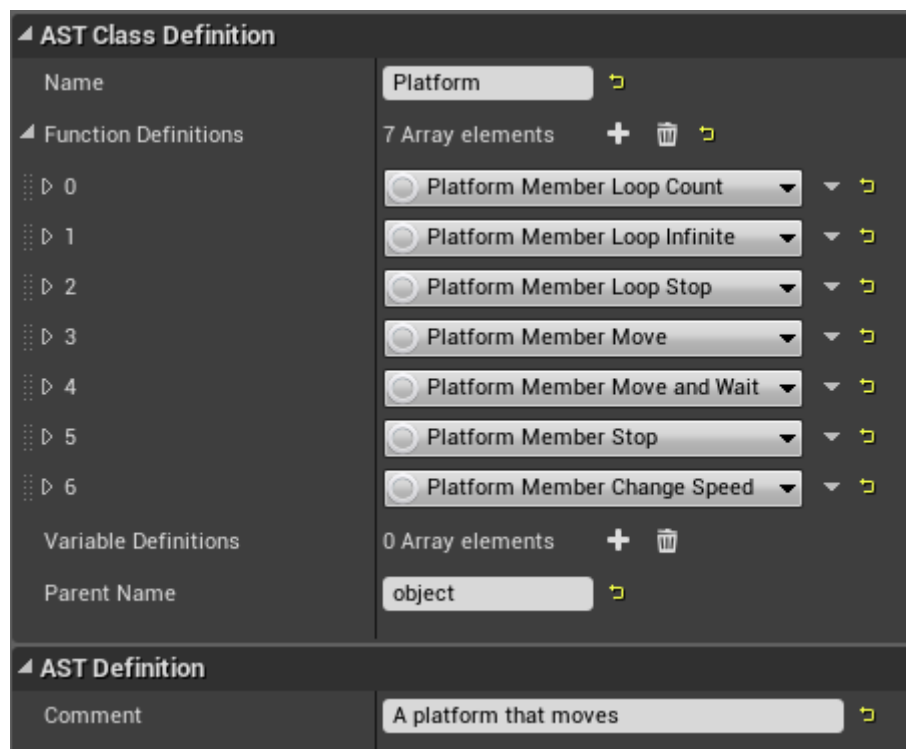 AST Class Definition
Name Platform
Function Definitions 7 Array elements
0 Platform Member Loop Count
1 Platform Member Loop Infinite
2 Platform Member Loop Stop
3 Platform Member Move
4 Platform Member Move and Wait
5 Platform Member Stop
6 Platform Member Change Speed
Variable Definitions 0 Array elements
Parent Name object
AST Definition
Comment A platform that moves